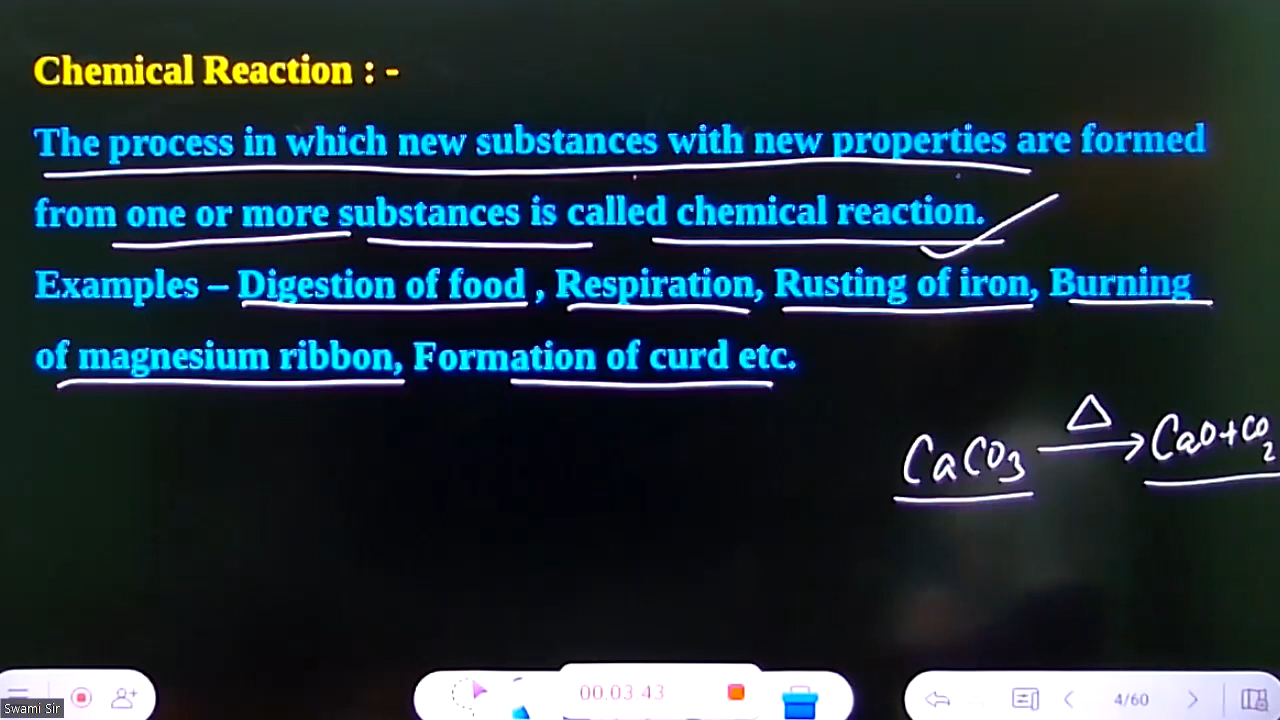 Chemical Reaction : -
The process in which new substances with new properties are formed
from one or more substances is called chemical reaction.
Examples – Digestion of food , Respiration, Rusting of iron, Burning
of magnesium ribbon, Formation of curd etc.
CaCO3 △→ CaO+CO2
00:03:43
4/60
Swami Sir